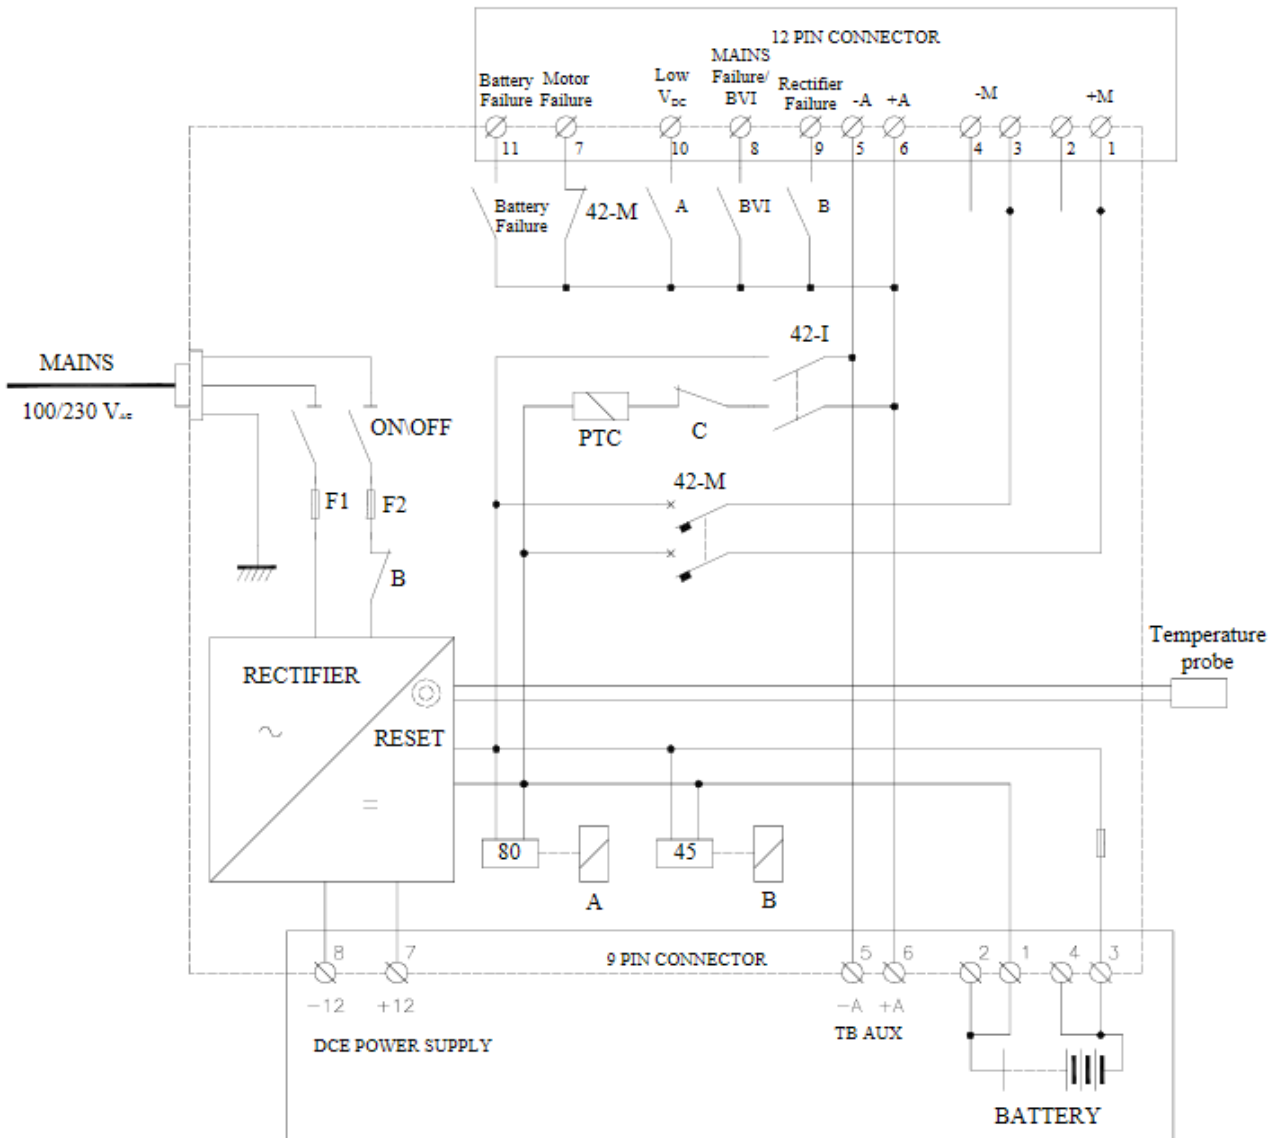 12 PIN CONNECTOR
Battery
Failure
Motor
Failure
Low
V_DC
MAINS
Failure/
BVI
Rectifier
Failure
-A
+A
-M
+M
11
7
10
8
9
5
6
4
3
2
1
Battery
Failure
42-M
A
BVI
B
MAINS
100/230 V
ON\OFF
F1
F2
B
42-I
PTC
C
42-M
RECTIFIER
RESET
~
=
Temperature
probe
80
A
45
B
9 PIN CONNECTOR
8
7
5
6
2
1
4
3
-12
+12
-A
+A
DCE POWER SUPPLY
TB AUX
BATTERY